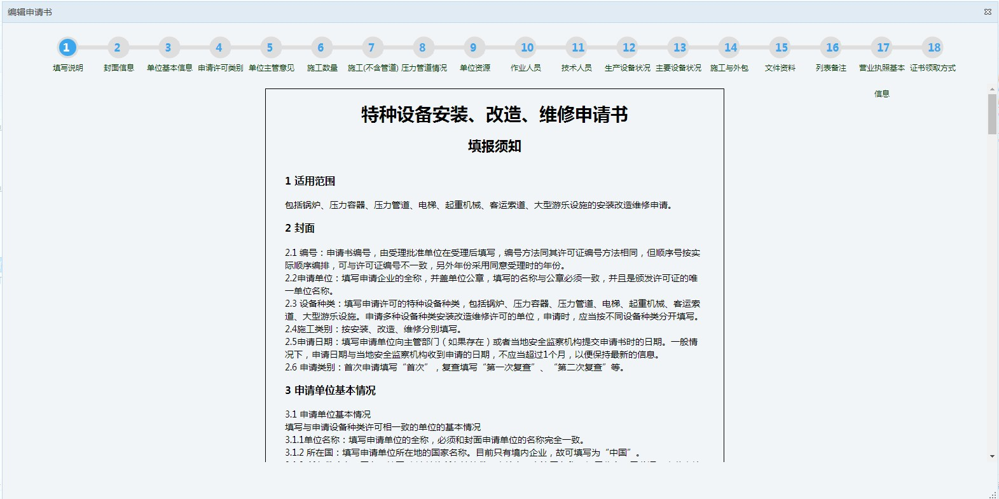 编辑申请书
1 2 3 4 5 6 7 8 9 10 11 12 13 14 15 16 17 18
填写说明 封面信息 单位基本信息 申请许可类别 单位主管意见 施工数量 施工(不含管道) 压力管道情况 单位资源 作业人员 技术人员 生产设备状况 主要设备状况 施工与外包 文件资料 列表备注 营业执照基本 证书领取方式
信息
特种设备安装、改造、维修申请书
填报须知
1 适用范围
包括锅炉、压力容器、压力管道、电梯、起重机械、客运索道、大型游乐设施的安装改造维修申请。
2 封面
2.1 编号：申请书编号，由受理批准单位在受理后填写，编号方法同其许可证编号方法相同，但顺序号按实
际顺序编排，可与许可证编号不一致，另外年份采用同意受理时的年份。
2.2申请单位：填写申请企业的全称，并盖单位公章，填写的名称与公章必须一致，并且是颁发许可证的唯
一单位名称。
2.3 设备种类：填写申请许可的特种设备种类，包括锅炉、压力容器、压力管道、电梯、起重机械、客运索
道、大型游乐设施。申请多种设备种类安装改造维修许可的单位，申请时，应当按不同设备种类分开填写。
2.4施工类别：按安装、改造、维修分别填写。
2.5申请日期：填写申请单位向主管部门（如果存在）或者当地安全监察机构提交申请书时的日期。一般情
况下，申请日期与当地安全监察机构收到申请的日期，不应当超过1个月，以便保持最新的信息。
2.6 申请类别：首次申请填写“首次”，复查填写“第一次复查”、“第二次复查”等。
3 申请单位基本情况
3.1 申请单位基本情况
填写与申请设备种类许可相一致的单位的基本情况
3.1.1单位名称：填写申请单位的全称，必须和封面申请单位的名称完全一致。
3.1.2 所在国：填写申请单位所在地的国家名称。目前只有境内企业，故可填写为“中国”。